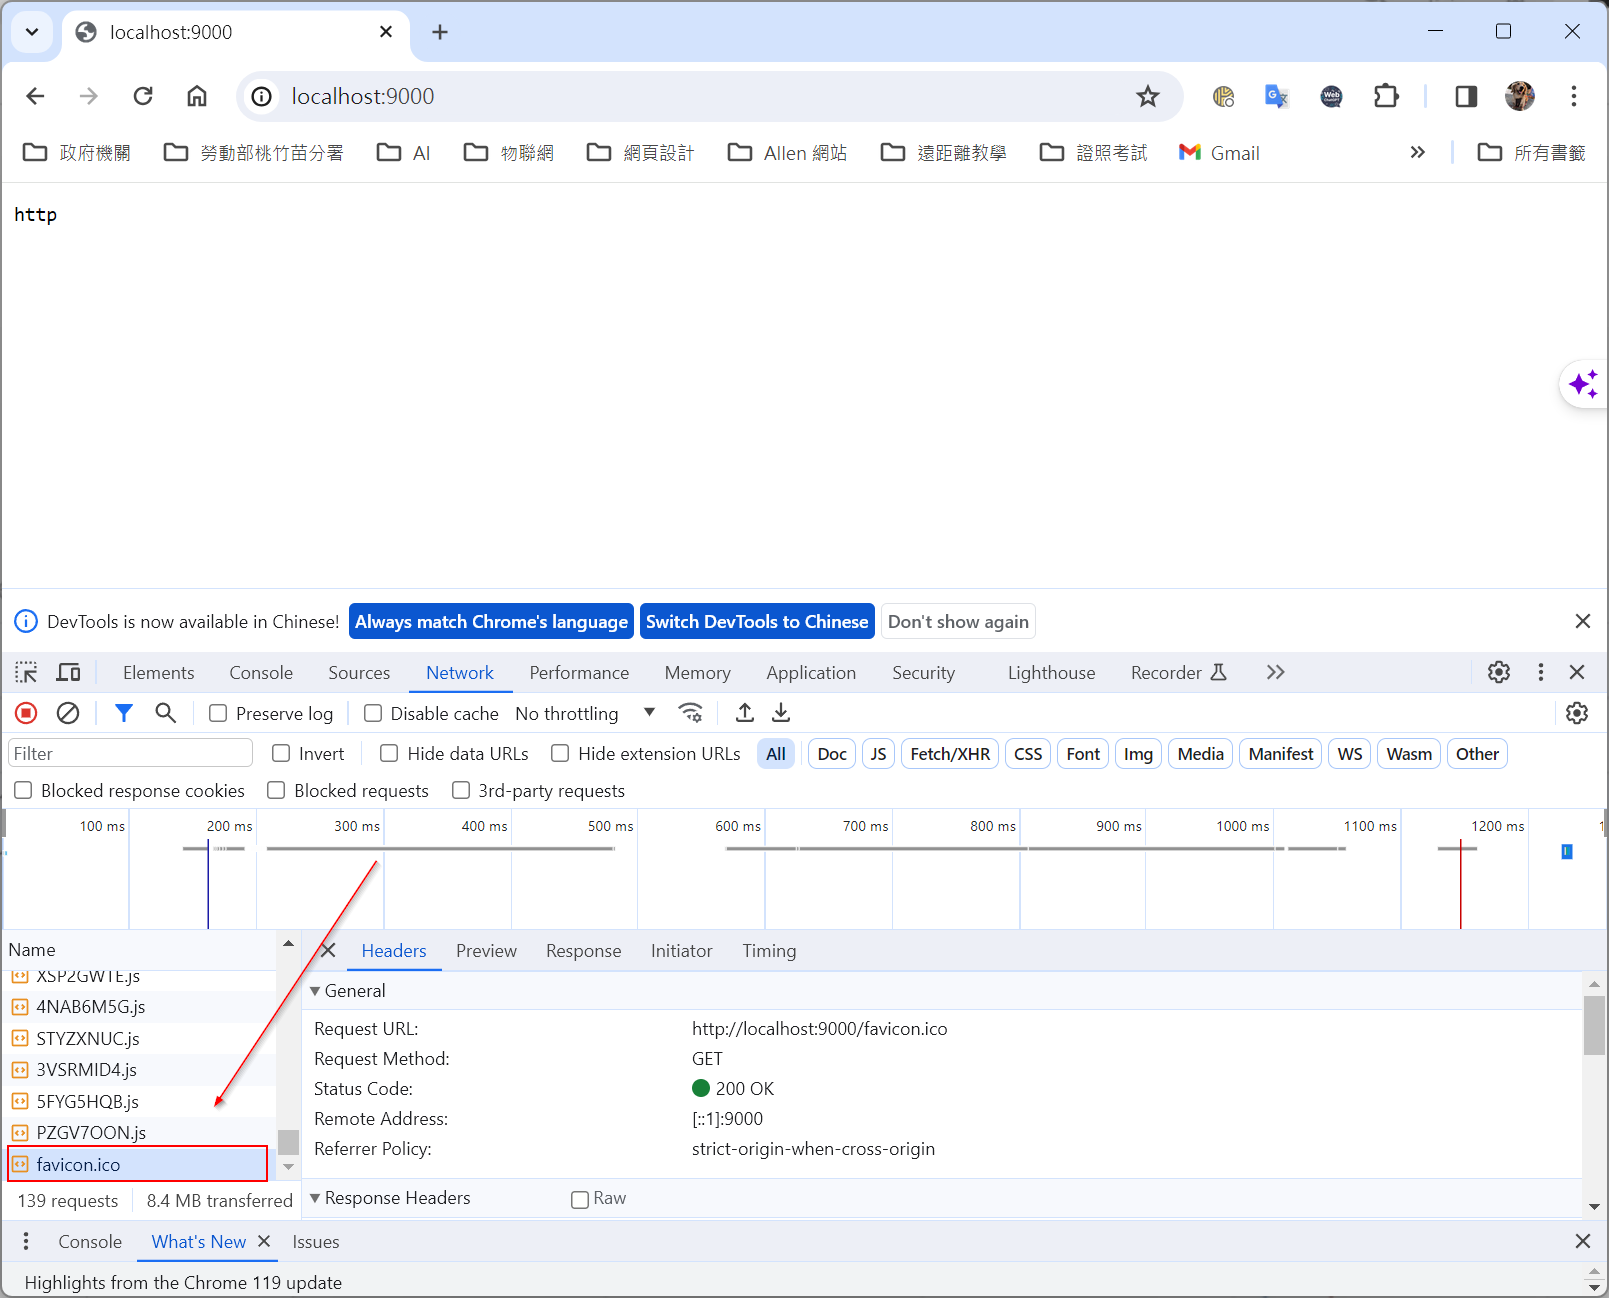 localhost:9000
localhost:9000
政府機關 勞動部桃竹苗分署 AI 物聯網 網頁設計 Allen 網站 遠距離教學 證照考試 Gmail 所有書籤
http
DevTools is now available in Chinese! Always match Chrome's language Switch DevTools to Chinese Don't show again
Elements Console Sources Network Performance Memory Application Security Lighthouse Recorder
Preserve log Disable cache No throttling
Filter Invert Hide data URLs Hide extension URLs All Doc JS Fetch/XHR CSS Font Img Media Manifest WS Wasm Other
Blocked response cookies Blocked requests 3rd-party requests
100 ms 200 ms 300 ms 400 ms 500 ms 600 ms 700 ms 800 ms 900 ms 1000 ms 1100 ms 1200 ms
Name Headers Preview Response Initiator Timing
XSP2GWTE.js
4NAB6M5G.js
STYZXNUC.js
3VSRMID4.js
5FYG5HQB.js
PZGV7OON.js
favicon.ico
139 requests 8.4 MB transferred
General
Request URL: http://localhost:9000/favicon.ico
Request Method: GET
Status Code: 200 OK
Remote Address: [::1]:9000
Referrer Policy: strict-origin-when-cross-origin
Response Headers Raw
Console What's New Issues
Highlights from the Chrome 119 update